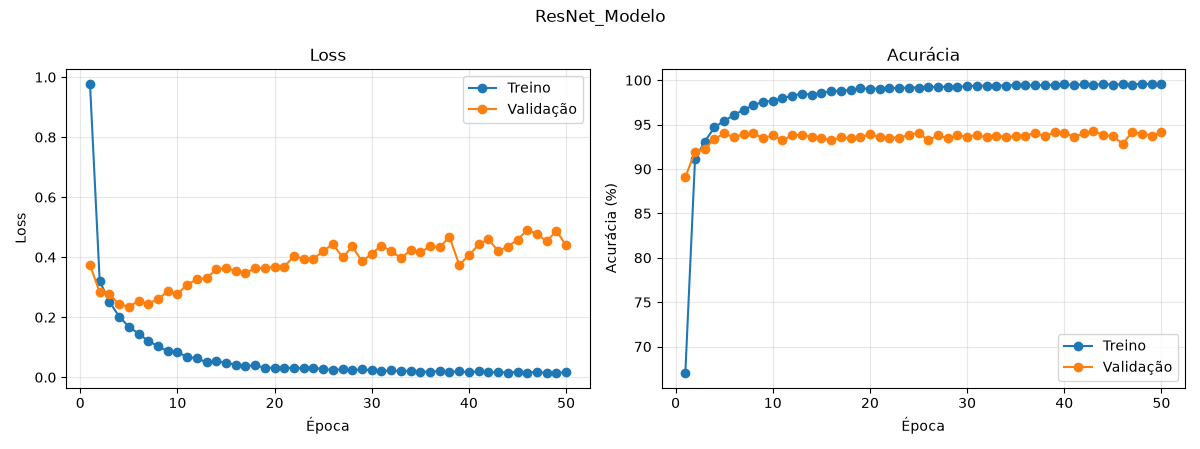 ResNet_Modelo
Loss
Treino
Validação
Loss
1.0
0.8
0.6
0.4
0.2
0.0
0 10 20 30 40 50
Época
Acurácia
Acurácia (%)
100
95
90
85
80
75
70
Treino
Validação
0 10 20 30 40 50
Época